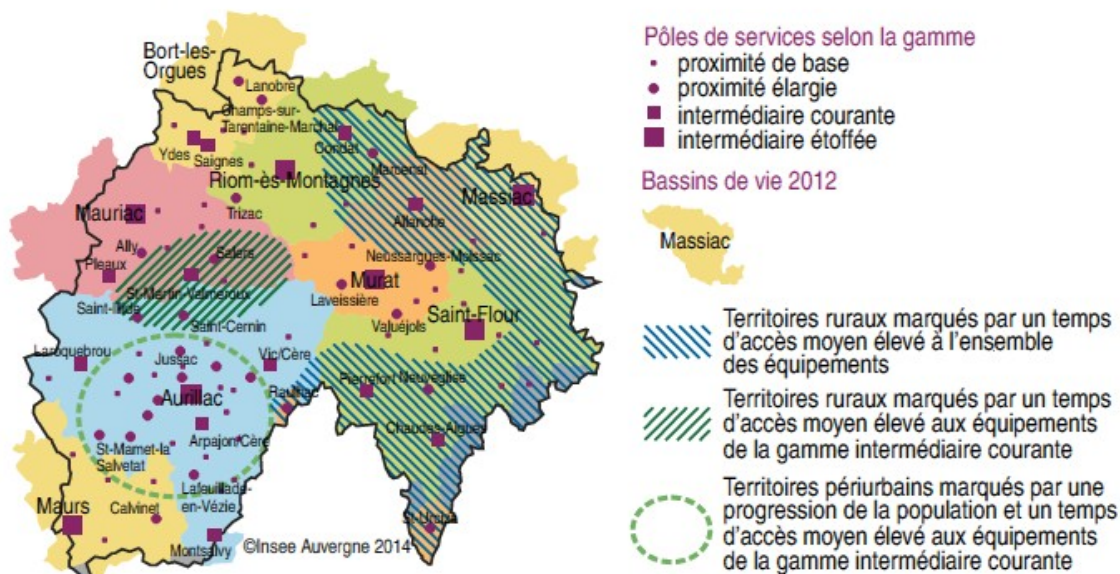 Bort-les-
Orgues
Lanobre
Champs-sur-
Tarentaine-Marchal
Ydes
Saignes
Condat
Marcenat
Riom-ès-Montagnes
Massiac
Mauriac
Trizac
Allanche
Ally
Salers
Neussargues-Moissac
Pleaux
Murat
St-Martin-Valmeroux
Laveissière
Saint-Illide
Saint-Flour
Saint-Cernin
Valuéjols
Laroquebrou
Jussac
Vic/Cère
Pierrefort
Neuvéglise
Raulhac
Aurillac
Chaudes-Aigues
St-Mamet-la-
Salvetat
Arpajon/Cère
Lafeuillade-
en-Vézie
Maurs
Calvinet
St-Urcize
Montsalvy
©Insee Auvergne 2014
Pôles de services selon la gamme
proximité de base
proximité élargie
intermédiaire courante
intermédiaire étoffée
Bassins de vie 2012
Massiac
Territoires ruraux marqués par un temps
d'accès moyen élevé à l'ensemble
des équipements
Territoires ruraux marqués par un temps
d'accès moyen élevé aux équipements
de la gamme intermédiaire courante
Territoires périurbains marqués par une
progression de la population et un temps
d'accès moyen élevé aux équipements
de la gamme intermédiaire courante